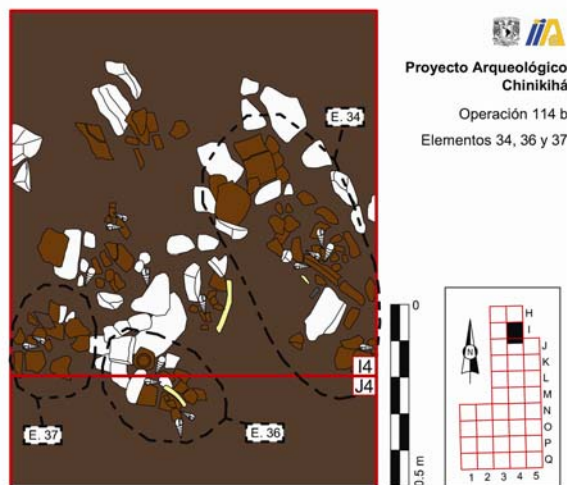 Proyecto Arqueológico
Chinikihá
Operación 114 b
Elementos 34, 36 y 37
E. 34
I4
J4
E. 37
E. 36
0
0.5 m
N
H
I
J
K
L
M
N
O
P
Q
1 2 3 4 5